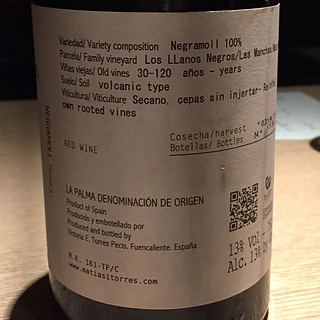 Variedad/ Variety composition Negramoll 100%
Parcela/ Family vineyard Los LLanos Negros/Las Manchas
Viñas viejas/ Old vines 30-120 años - years
Suelo/ Soil volcanic type
Viticultura/ Viticulture Secano, cepas sin injertar-
own rooted vines
Cosecha/harvest
Botellas/ Bottles
RED WINE
NEGRAMOLL
LA PALMA DENOMINACIÓN DE ORIGEN
Product of Spain
Producido y embotellado por
Produced and bottled by
Victoria E. Torres Pecis. Fuencaliente. España
R.E. 161-TF/C
www.matiasitorres.com
13% Vol -
Alc. 13% by